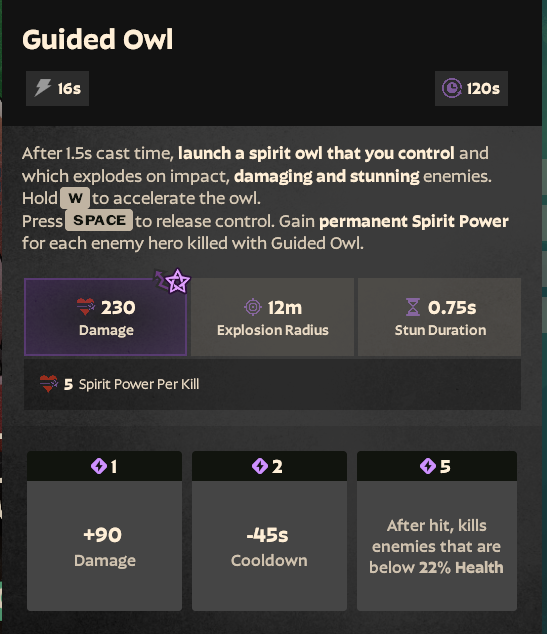 Guided Owl
16s
120s
After 1.5s cast time, launch a spirit owl that you control and
which explodes on impact, damaging and stunning enemies.
Hold W to accelerate the owl.
Press SPACE to release control. Gain permanent Spirit Power
for each enemy hero killed with Guided Owl.
230
Damage
12m
Explosion Radius
0.75s
Stun Duration
5 Spirit Power Per Kill
1
+90
Damage
2
-45s
Cooldown
5
After hit, kills
enemies that are
below 22% Health